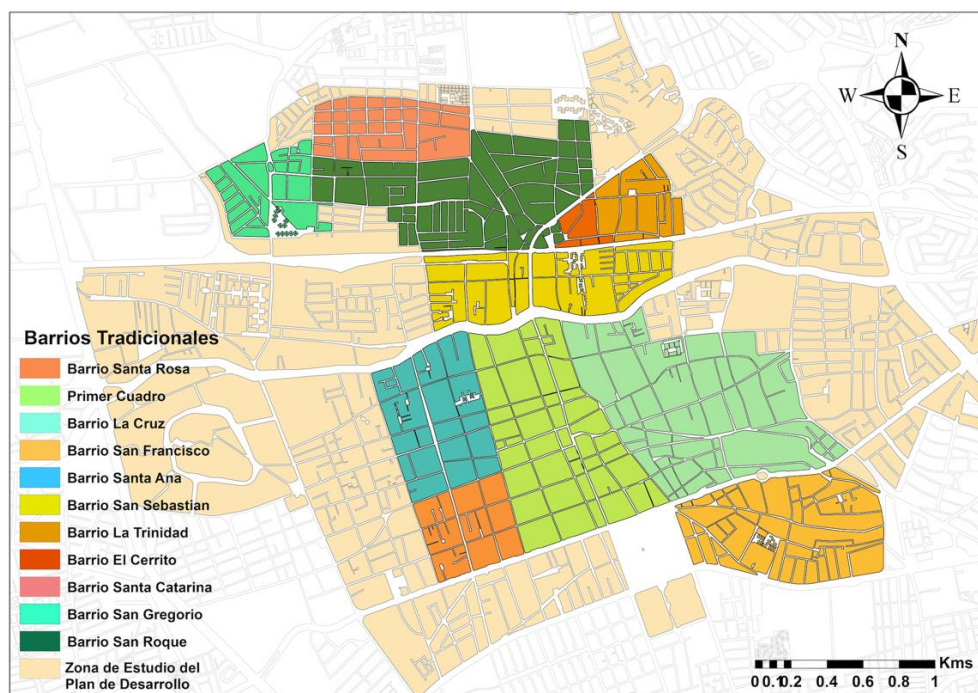 N
W E
S
Barrios Tradicionales
Barrio Santa Rosa
Primer Cuadro
Barrio La Cruz
Barrio San Francisco
Barrio Santa Ana
Barrio San Sebastian
Barrio La Trinidad
Barrio El Cerrito
Barrio Santa Catarina
Barrio San Gregorio
Barrio San Roque
Zona de Estudio del
Plan de Desarrollo
Kms
0 0.10.2 0.4 0.6 0.8 1